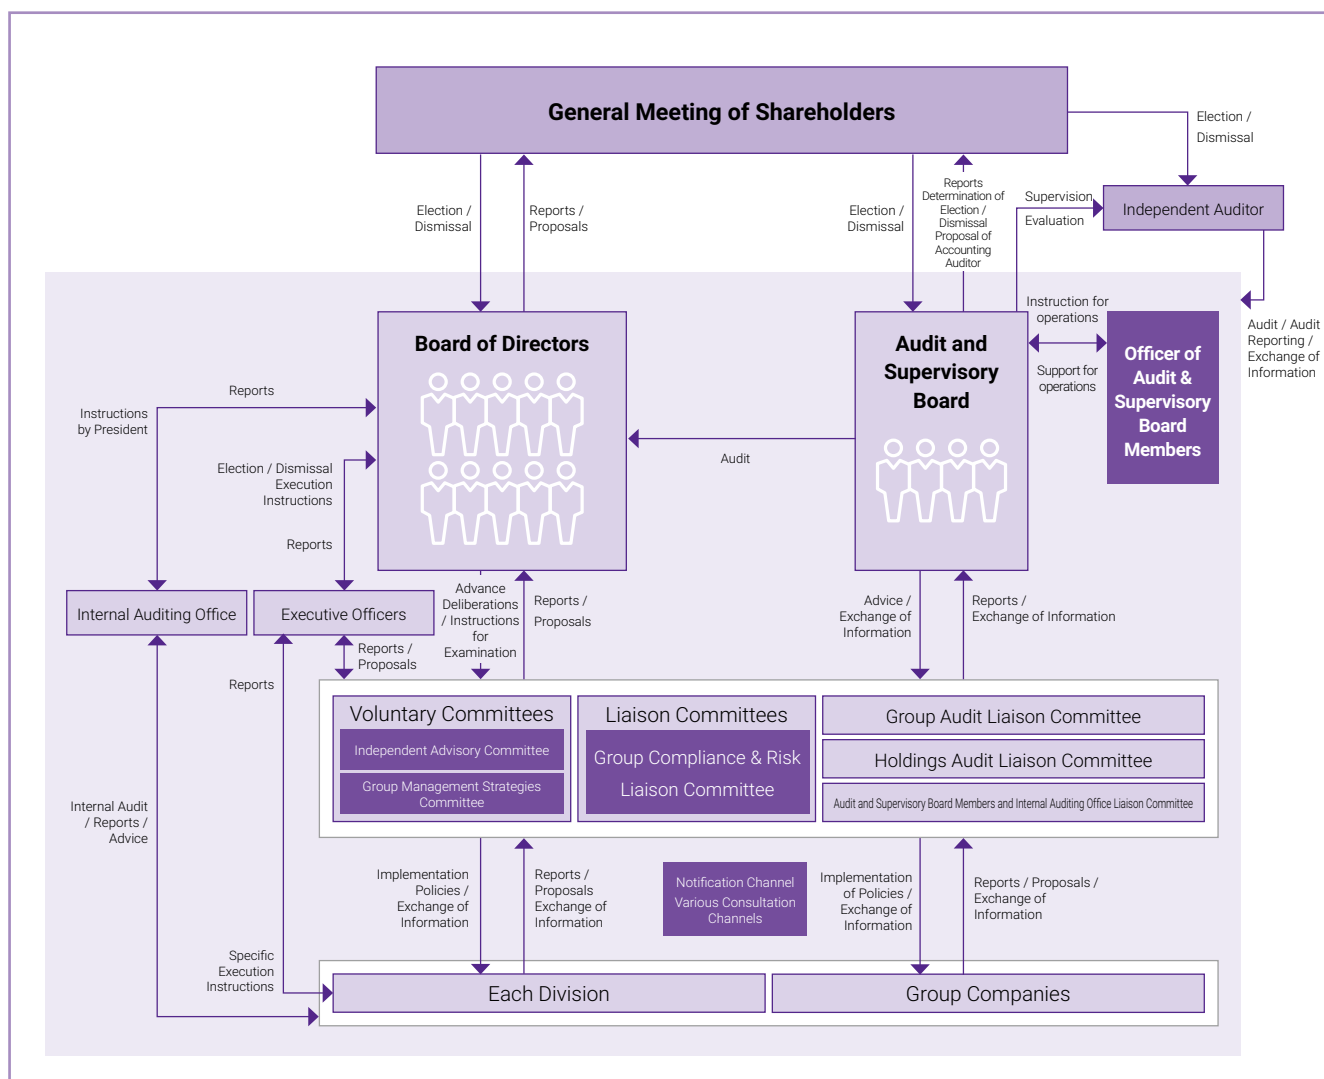 General Meeting of Shareholders
Election /
Dismissal
Independent Auditor
Election /
Dismissal
Reports /
Proposals
Election /
Dismissal
Reports
Determination of
Election /
Dismissal
Proposal of
Accounting
Auditor
Supervision
Evaluation
Audit / Audit
Reporting /
Exchange of
Information
Board of Directors
Audit and
Supervisory
Board
Instruction for
operations
Support for
operations
Officer of
Audit &
Supervisory
Board
Members
Audit
Reports
Instructions
by President
Election / Dismissal
Execution
Instructions
Reports
Internal Auditing Office
Executive Officers
Advance
Deliberations
/ Instructions
for
Examination
Reports /
Proposals
Advice /
Exchange of
Information
Reports /
Exchange of Information
Reports /
Proposals
Reports
Voluntary Committees
Independent Advisory Committee
Group Management Strategies
Committee
Liaison Committees
Group Compliance & Risk
Liaison Committee
Group Audit Liaison Committee
Holdings Audit Liaison Committee
Audit and Supervisory Board Members and Internal Auditing Office Liaison Committee
Internal Audit
/ Reports /
Advice
Implementation
Policies /
Exchange of
Information
Reports /
Proposals
Exchange of
Information
Notification Channel
Various Consultation
Channels
Implementation
of Policies /
Exchange of
Information
Reports / Proposals /
Exchange of
Information
Specific
Execution
Instructions
Each Division
Group Companies